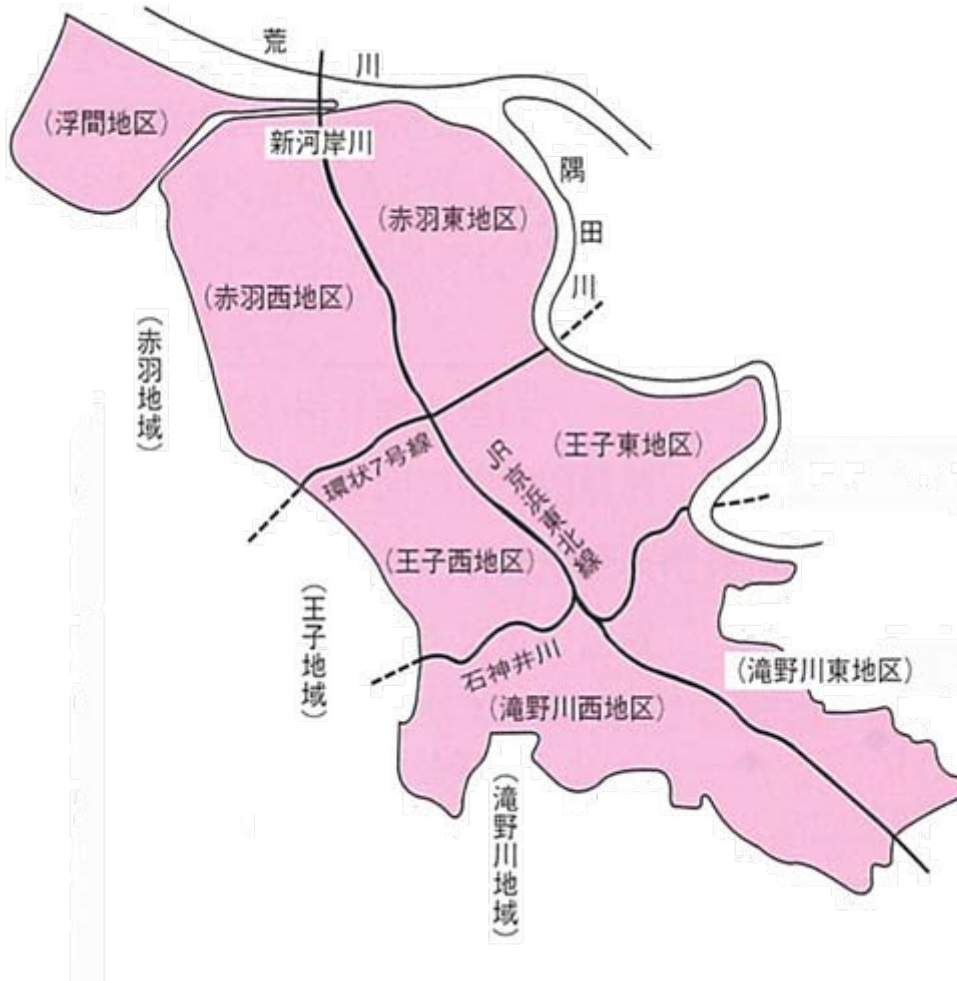 荒川
(浮間地区)
新河岸川
隅田川
(赤羽東地区)
(赤羽西地区)
(赤羽地域)
環状7号線
JR京浜東北線
(王子東地区)
(王子西地区)
(王子地域)
石神井川
(滝野川東地区)
(滝野川西地区)
(滝野川地域)